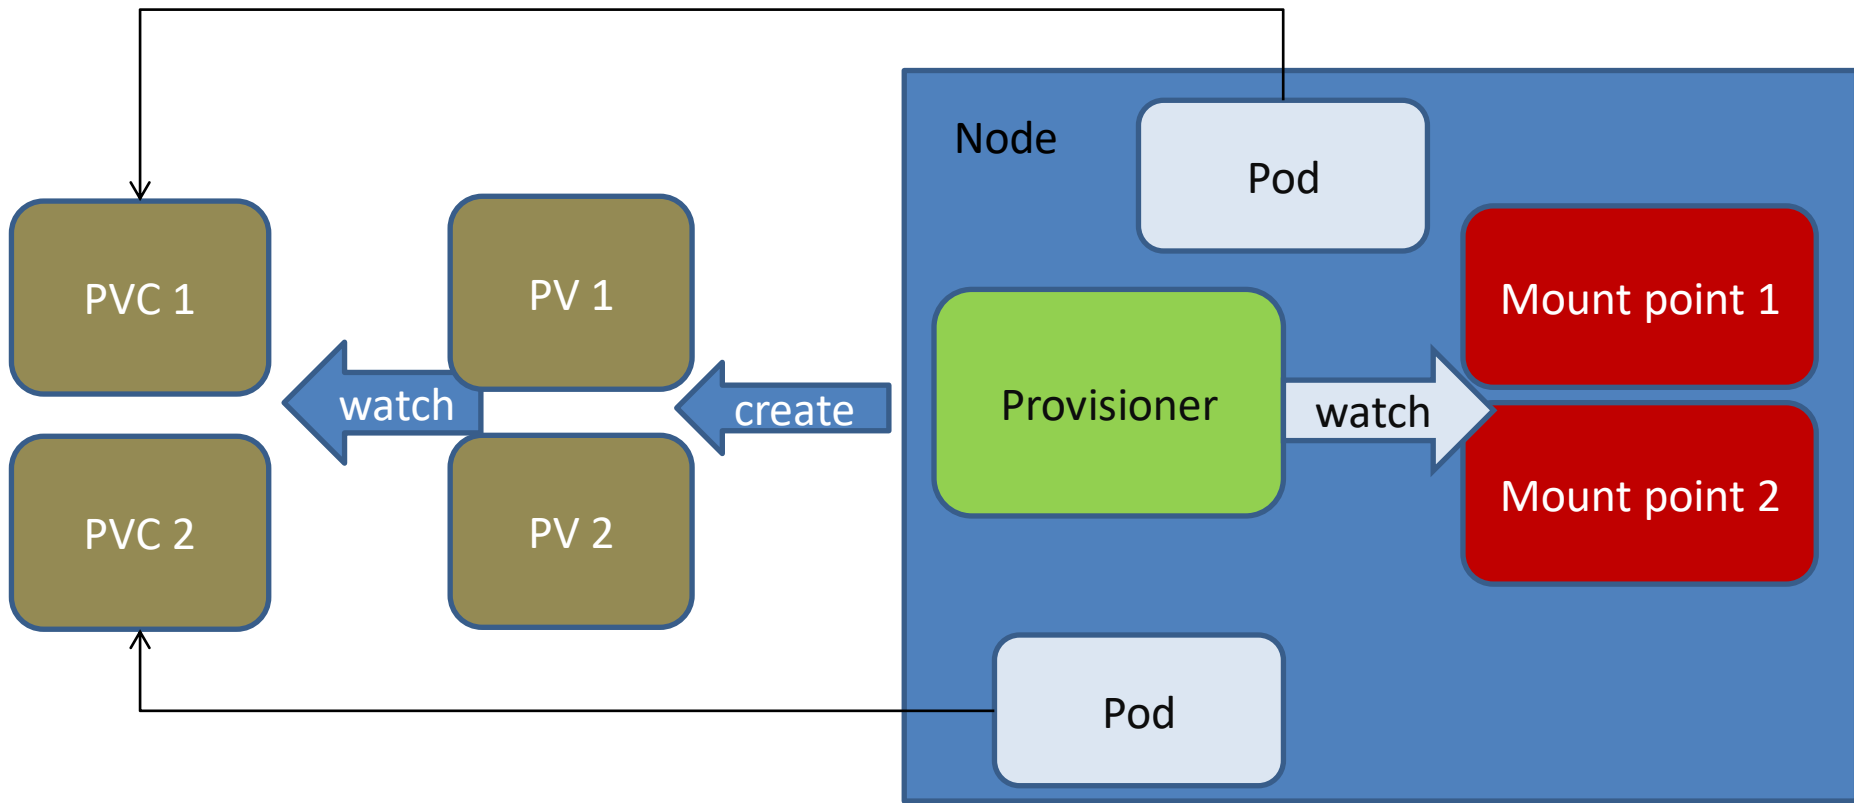 Node
Pod
PVC 1
PV 1
Mount point 1
watch
create
Provisioner
watch
PVC 2
PV 2
Mount point 2
Pod